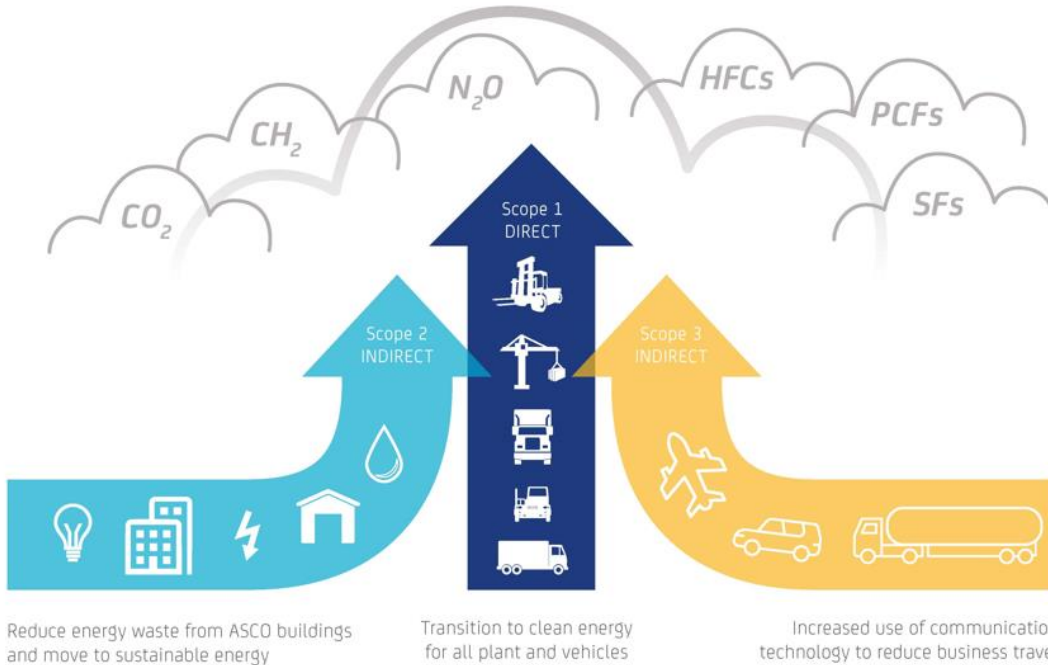 CO₂
CH₂
N₂O
HFCs
PCFs
SFs
Scope 1
DIRECT
Scope 2
INDIRECT
Scope 3
INDIRECT
Reduce energy waste from ASCO buildings
and move to sustainable energy
Transition to clean energy
for all plant and vehicles
Increased use of communicatio
technology to reduce business trave